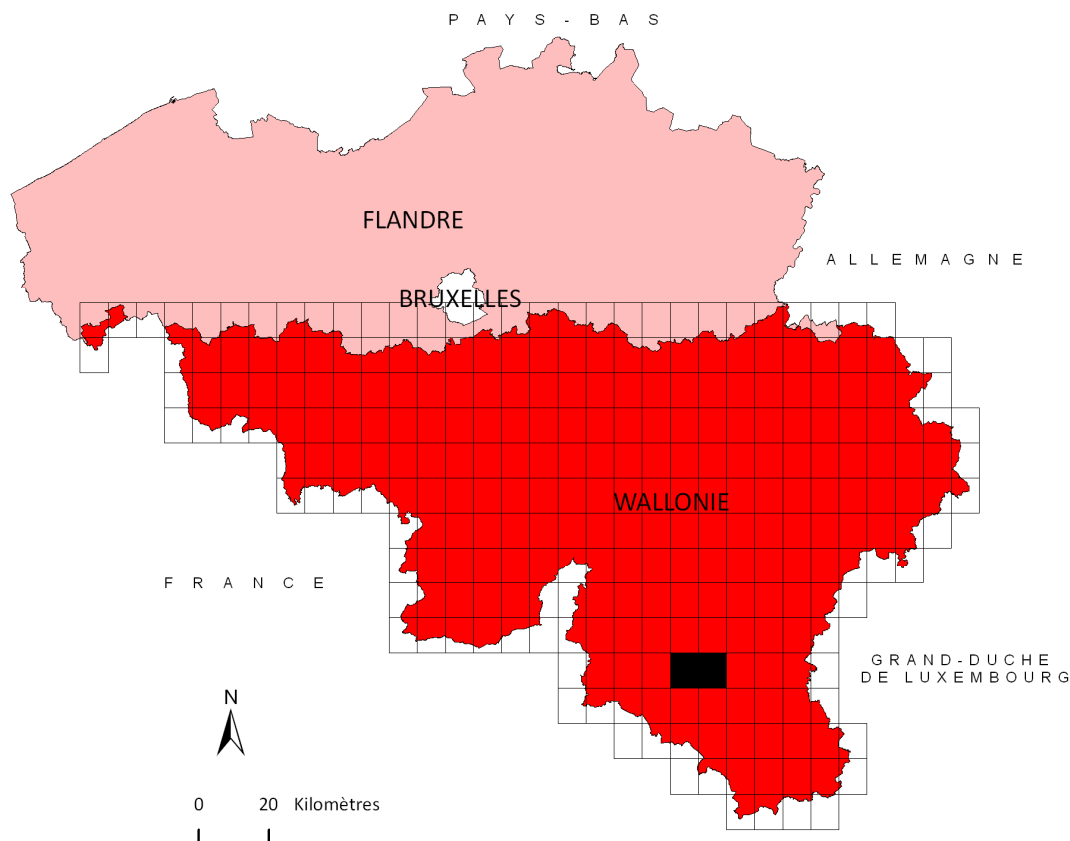 PAYS-BAS
FLANDRE
ALLEMAGNE
BRUXELLES
WALLONIE
FRANCE
GRAND-DUCHE
DE LUXEMBOURG
N
0 20 Kilomètres